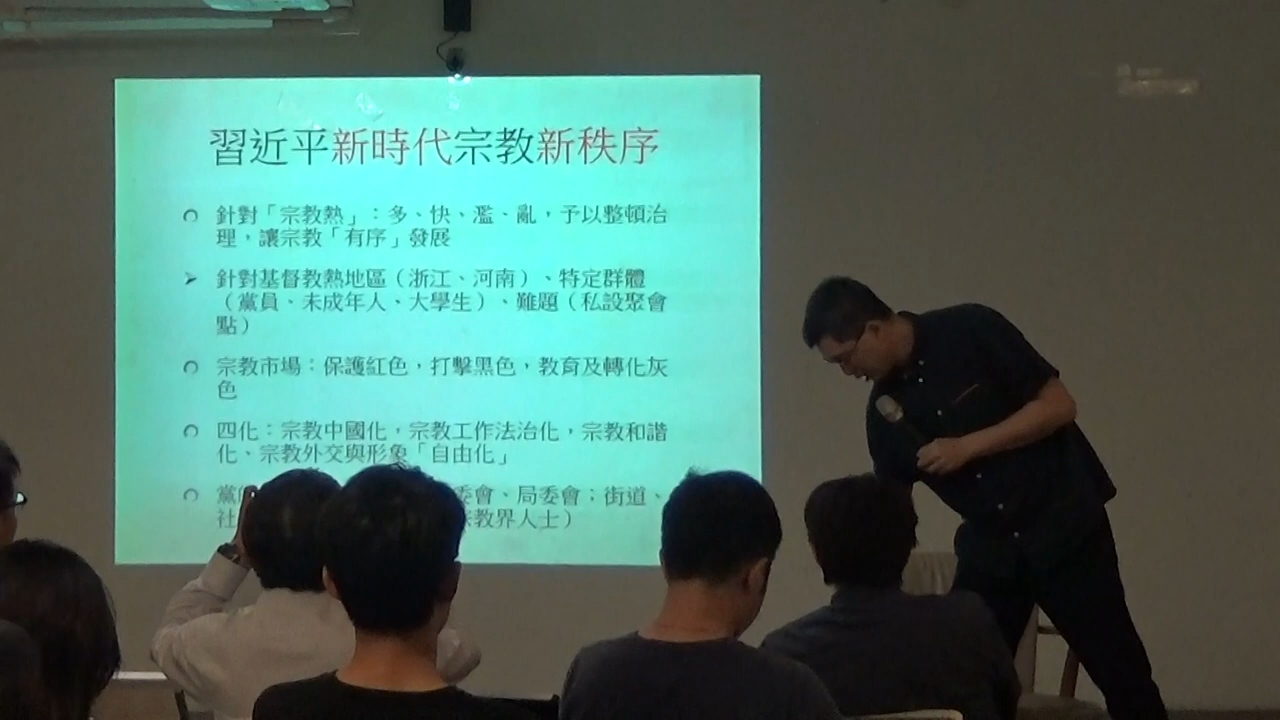 習近平新時代宗教新秩序
針對「宗教熱」：多、快、濫、亂，予以整頓治
理，讓宗教「有序」發展
針對基督教熱地區（浙江、河南）、特定群體
（黨員、未成年人、大學生）、難題（私設聚會
點）
宗教市場：保護紅色，打擊黑色，教育及轉化灰
色
四化：宗教中國化，宗教工作法治化，宗教和諧
化、宗教外交與形象「自由化」
黨 委會、局委會；街道、
社 教界人士）